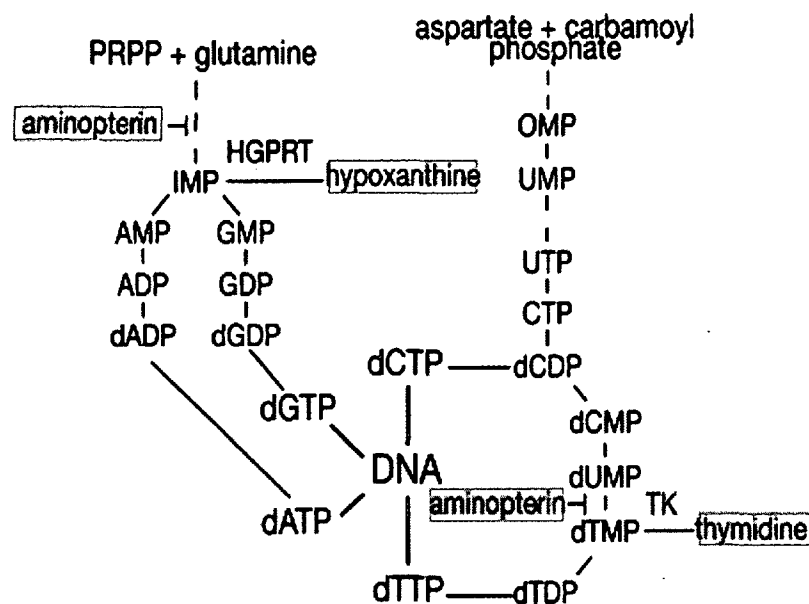 aspartate + carbamoyl
phosphate
PRPP + glutamine
aminopterin
OMP
HGPRT
IMP
hypoxanthine
UMP
AMP
GMP
UTP
ADP
GDP
CTP
dADP
dGDP
dCTP
dCDP
dGTP
dCMP
DNA
dUMP
aminopterin
TK
dATP
dTMP
thymidine
dTTP
dTDP